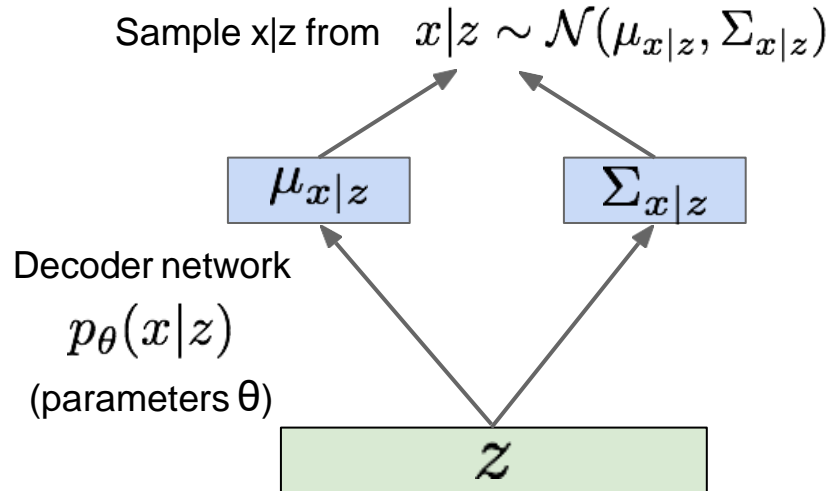 Sample x|z from x|z ∼ 𝒩(μ_{x|z}, Σ_{x|z})
μ_{x|z}
Σ_{x|z}
Decoder network
p_θ(x|z)
(parameters θ)
z